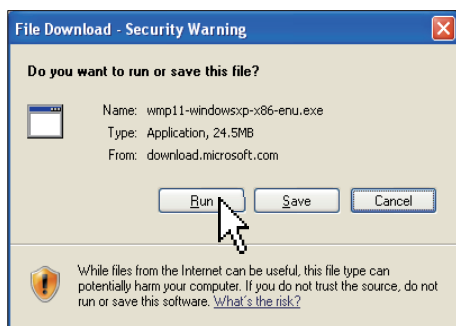 File Download - Security Warning
Do you want to run or save this file?
Name: wmp11-windowsxp-x86-enu.exe
Type: Application, 24.5MB
From: download.microsoft.com
Run Save Cancel
While files from the Internet can be useful, this file type can
potentially harm your computer. If you do not trust the source, do not
run or save this software. What's the risk?